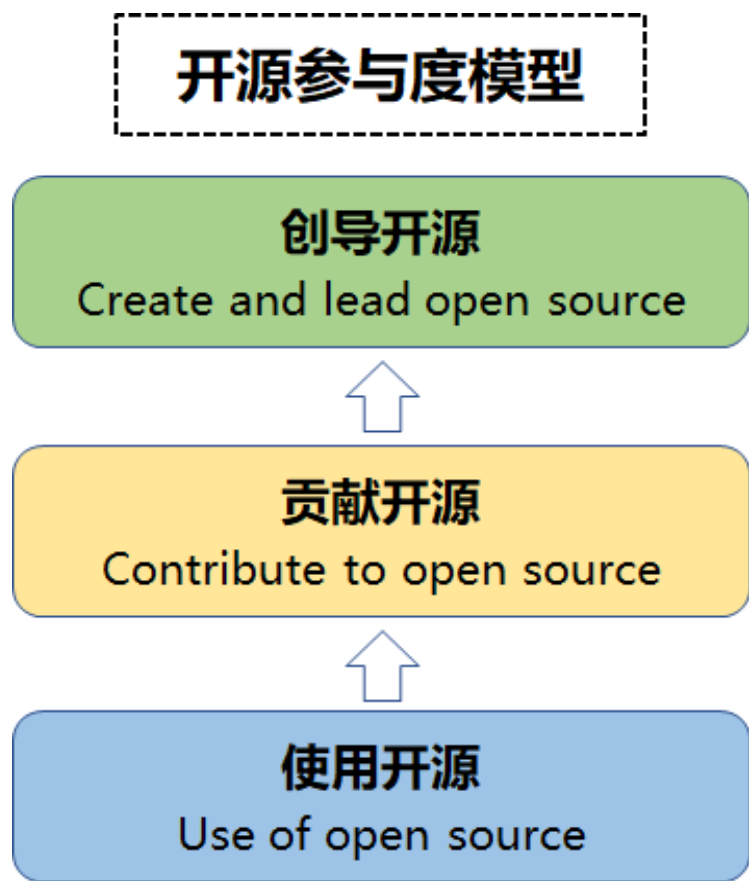 开源参与度模型
创导开源
Create and lead open source
贡献开源
Contribute to open source
使用开源
Use of open source